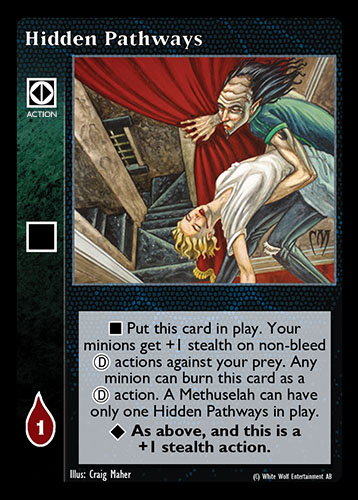 Hidden Pathways
ACTION
Put this card in play. Your
minions get +1 stealth on non-bleed
D actions against your prey. Any
minion can burn this card as a
D action. A Methuselah can have
only one Hidden Pathways in play.
As above, and this is a
+1 stealth action.
1
CM
Illus: Craig Maher
(C) White Wolf Entertainment AB